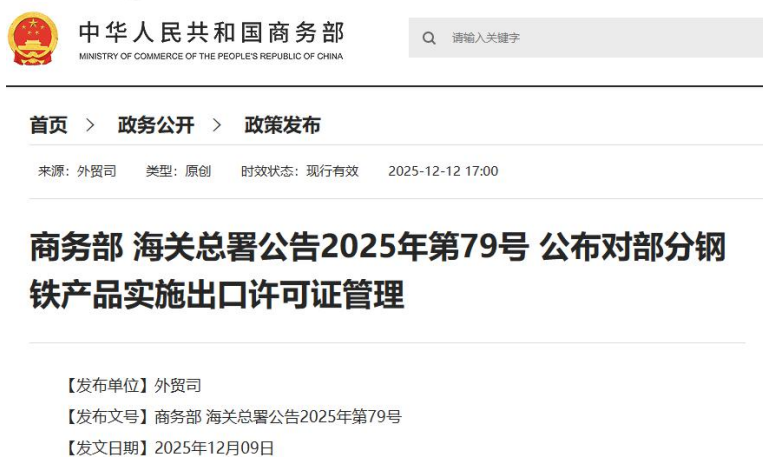 中华人民共和国商务部
MINISTRY OF COMMERCE OF THE PEOPLE'S REPUBLIC OF CHINA
请输入关键字
首页 > 政务公开 > 政策发布
来源：外贸司 类型：原创 时效状态：现行有效 2025-12-12 17:00
商务部 海关总署公告2025年第79号 公布对部分钢
铁产品实施出口许可证管理
【发布单位】外贸司
【发布文号】商务部 海关总署公告2025年第79号
【发文日期】2025年12月09日